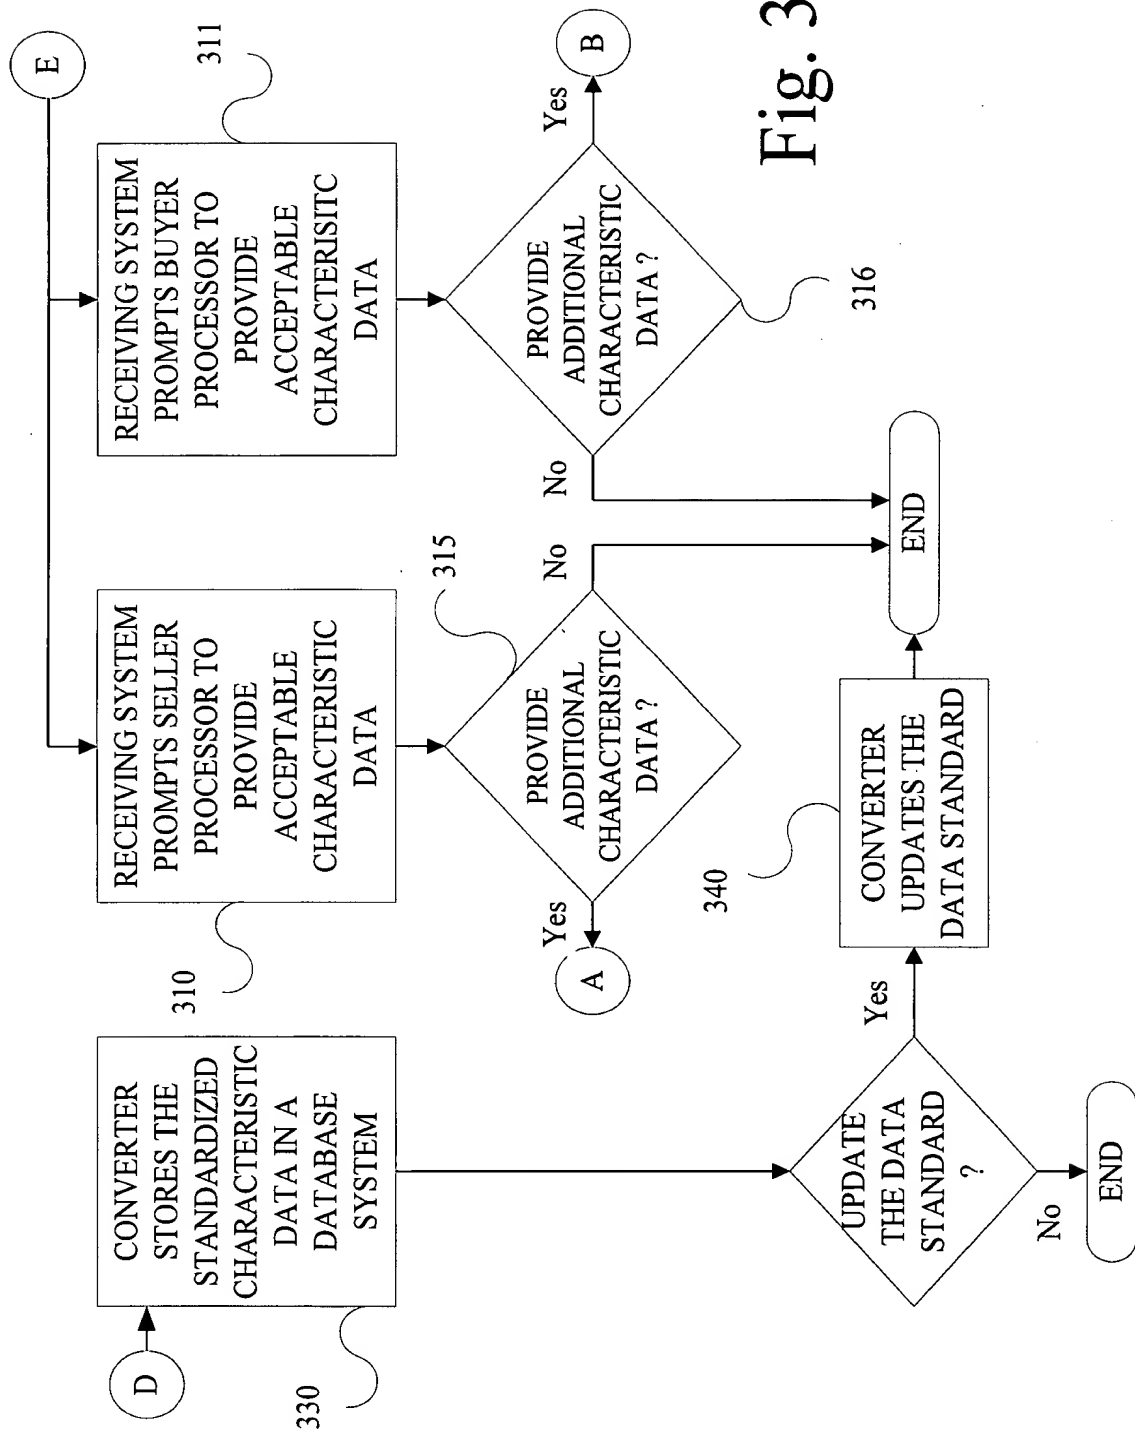 D
CONVERTER
STORES THE
STANDARDIZED
CHARACTERISTIC
DATA IN A
DATABASE
SYSTEM
330
UPDATE
THE DATA
STANDARD
?
No
END
Yes
CONVERTER
UPDATES THE
DATA STANDARD
340
END
RECEIVING SYSTEM
PROMPTS SELLER
PROCESSOR TO
PROVIDE
ACCEPTABLE
CHARACTERISTIC
DATA
310
PROVIDE
ADDITIONAL
CHARACTERISTIC
DATA ?
315
Yes
A
No
E
RECEIVING SYSTEM
PROMPTS BUYER
PROCESSOR TO
PROVIDE
ACCEPTABLE
CHARACTERISITC
DATA
311
PROVIDE
ADDITIONAL
CHARACTERISTIC
DATA ?
316
No
Yes
B
Fig. 3